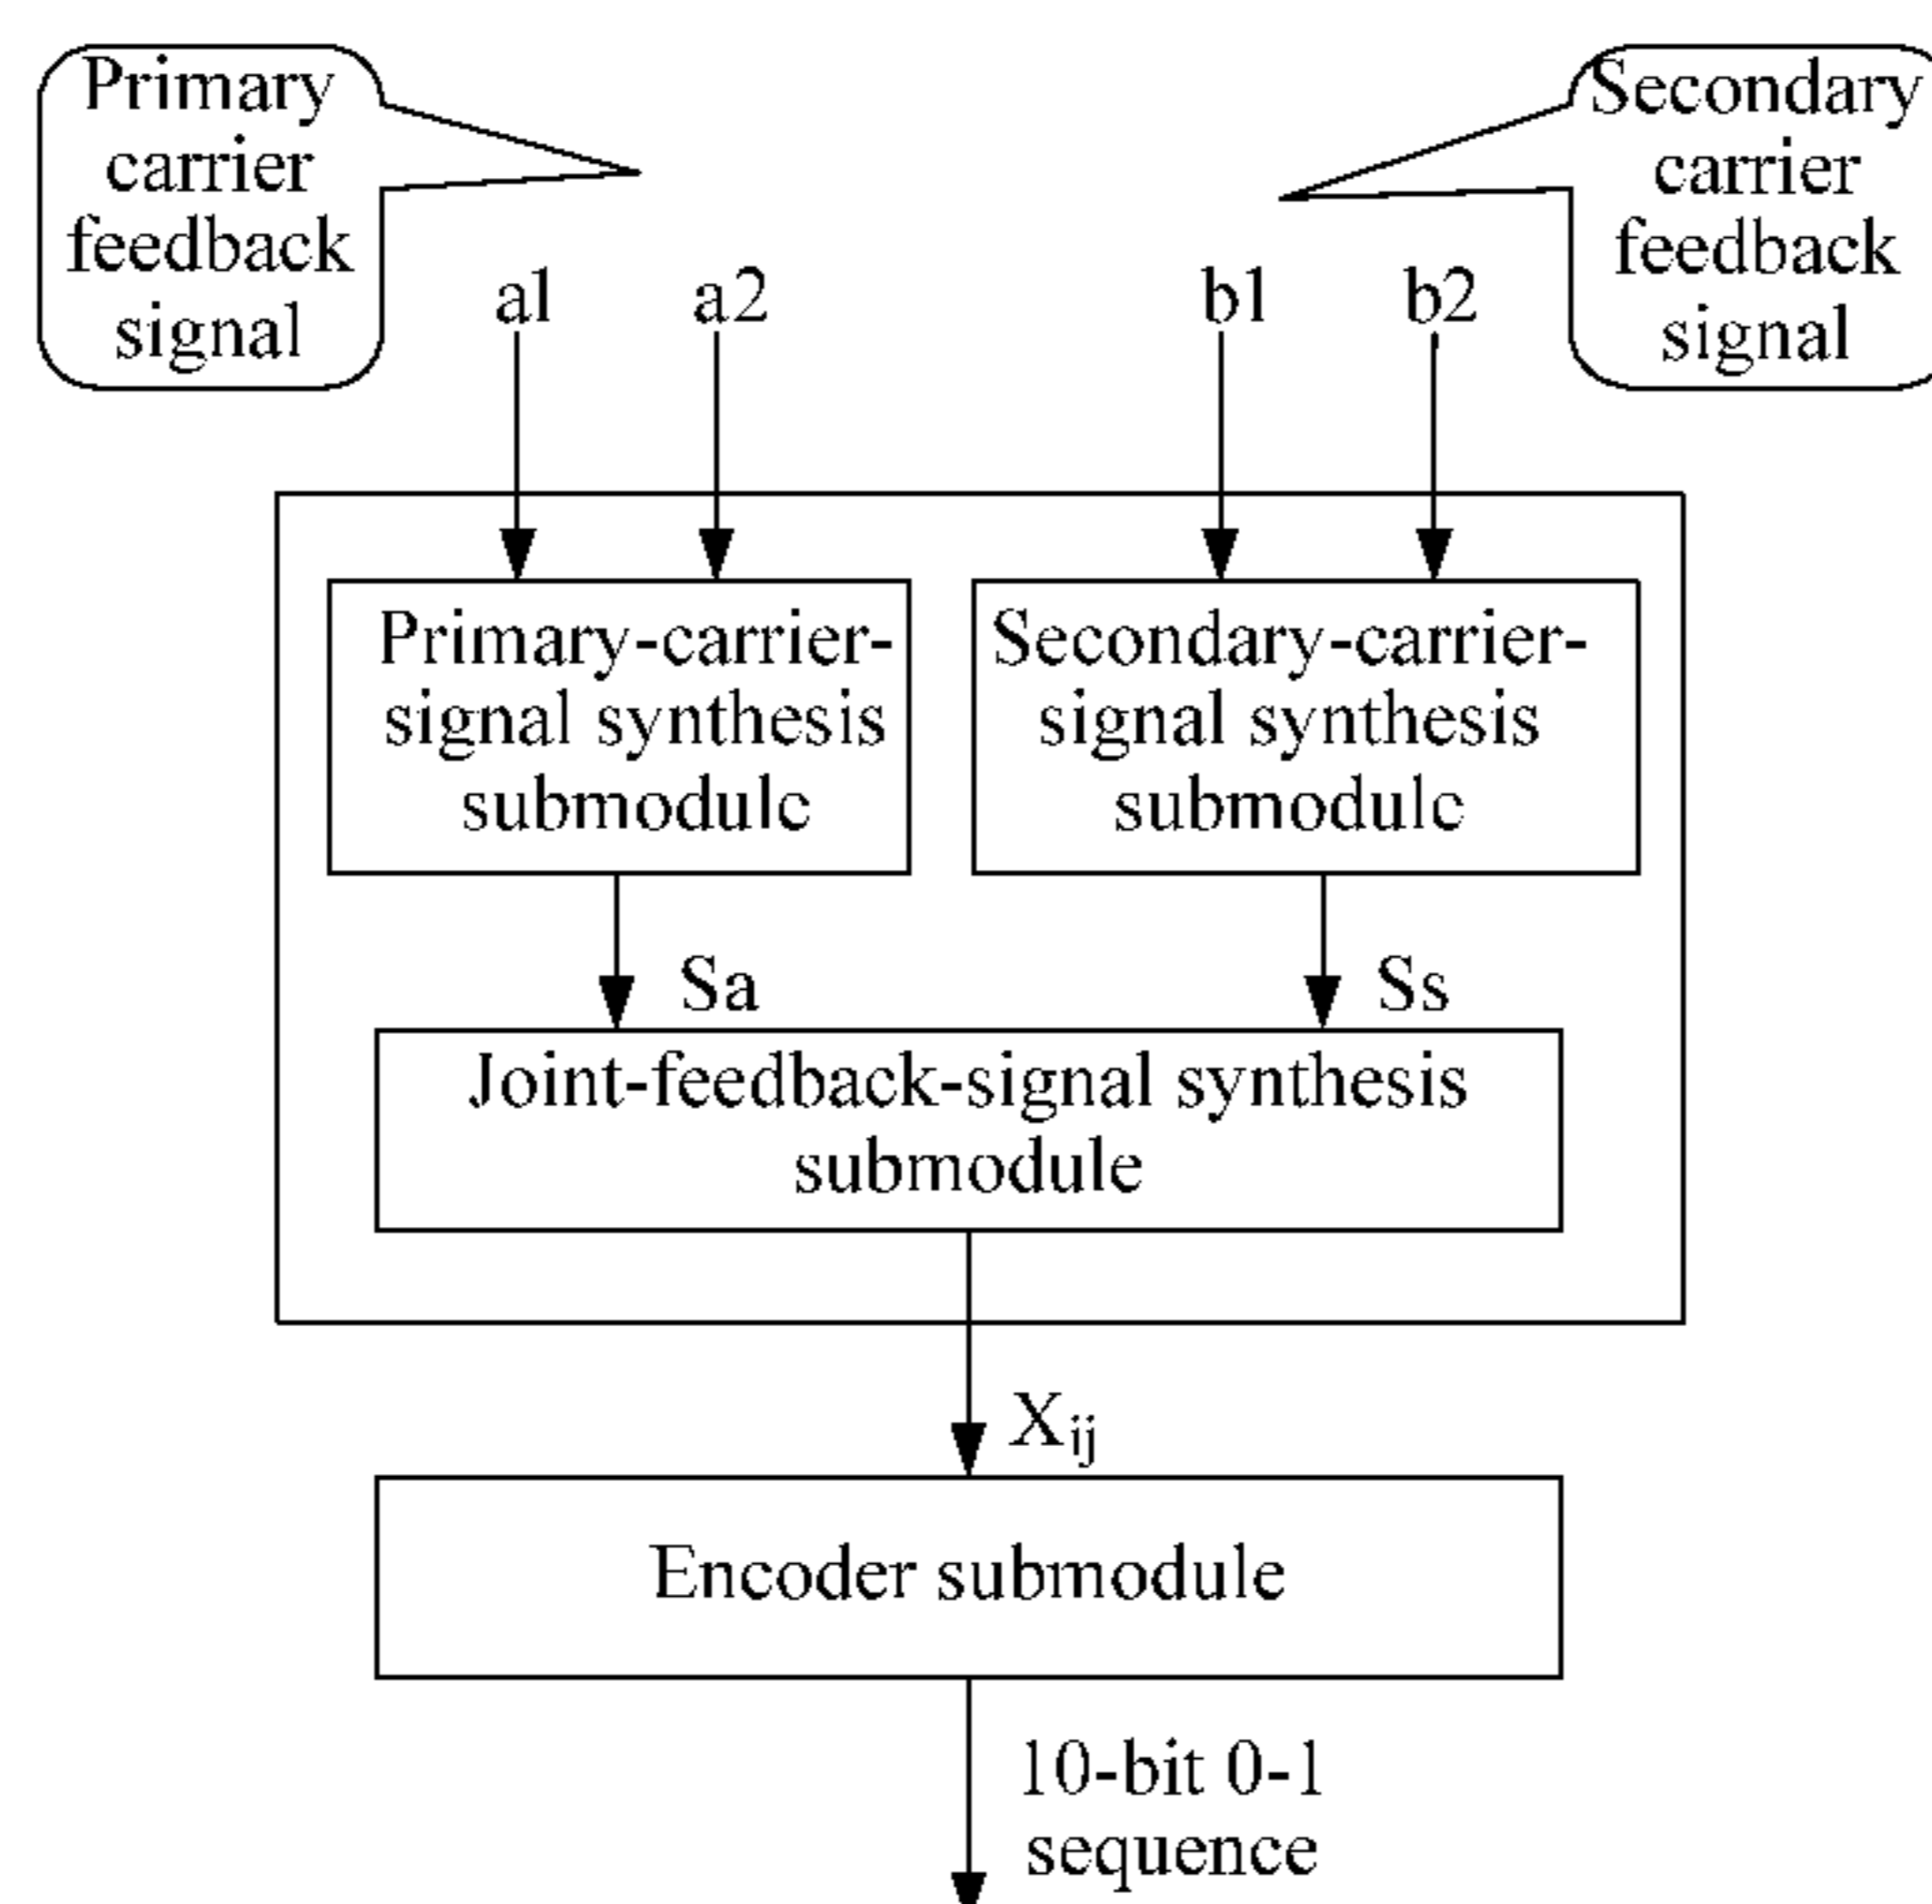 Primary
carrier
feedback
signal
Secondary
carrier
feedback
signal
a1
a2
b1
b2
Primary-carrier-
signal synthesis
submodule
Secondary-carrier-
signal synthesis
submodule
Sa
Ss
Joint-feedback-signal synthesis
submodule
Xij
Encoder submodule
10-bit 0-1
sequence